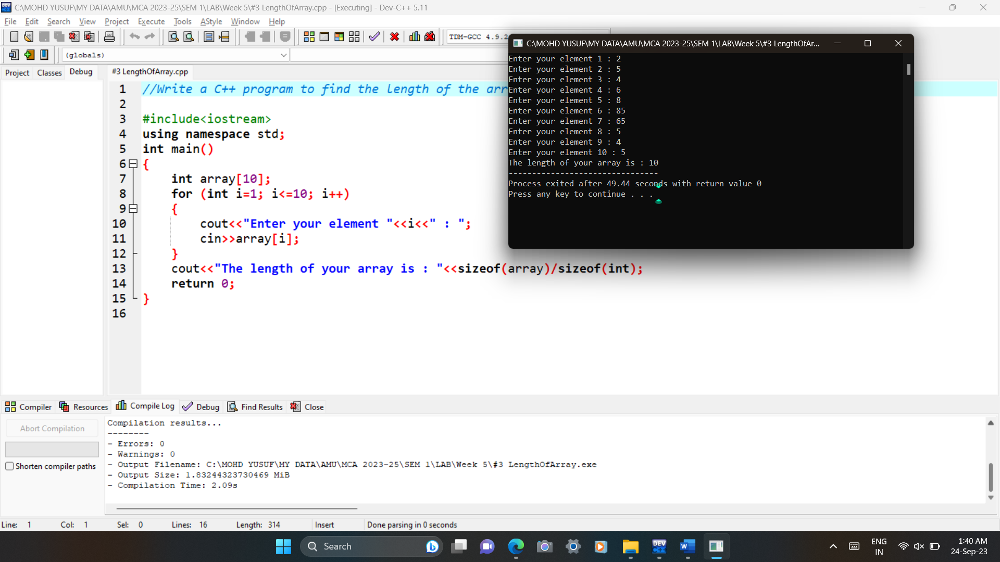 C:\MOHD YUSUF\MY DATA\AMU\MCA 2023-25\SEM 1\LAB\Week 5\#3 LengthOfArray.cpp - [Executing] - Dev-C++ 5.11
File Edit Search View Project Execute Tools AStyle Window Help
TDM-GCC 4.9.2
(globals)
Project Classes Debug
#3 LengthOfArray.cpp
1 //Write a C++ program to find the length of the arr
2
3 #include<iostream>
4 using namespace std;
5 int main()
6 {
7 int array[10];
8 for (int i=1; i<=10; i++)
9 {
10 cout<<"Enter your element "<<i<<" : ";
11 cin>>array[i];
12 }
13 cout<<"The length of your array is : "<<sizeof(array)/sizeof(int);
14 return 0;
15 }
16
C:\MOHD YUSUF\MY DATA\AMU\MCA 2023-25\SEM 1\LAB\Week 5\#3 LengthOfAr...
Enter your element 1 : 2
Enter your element 2 : 5
Enter your element 3 : 4
Enter your element 4 : 6
Enter your element 5 : 8
Enter your element 6 : 85
Enter your element 7 : 65
Enter your element 8 : 5
Enter your element 9 : 4
Enter your element 10 : 5
The length of your array is : 10
--------------------------------
Process exited after 49.44 seconds with return value 0
Press any key to continue . . .
Compiler Resources Compile Log Debug Find Results Close
Abort Compilation
Shorten compiler paths
Compilation results...
--------
- Errors: 0
- Warnings: 0
- Output Filename: C:\MOHD YUSUF\MY DATA\AMU\MCA 2023-25\SEM 1\LAB\Week 5\#3 LengthOfArray.exe
- Output Size: 1.83244323730469 MiB
- Compilation Time: 2.09s
Line: 1 Col: 1 Sel: 0 Lines: 16 Length: 314 Insert Done parsing in 0 seconds
Search
DEV
C++
W
ENG
IN
1:40 AM
24-Sep-23